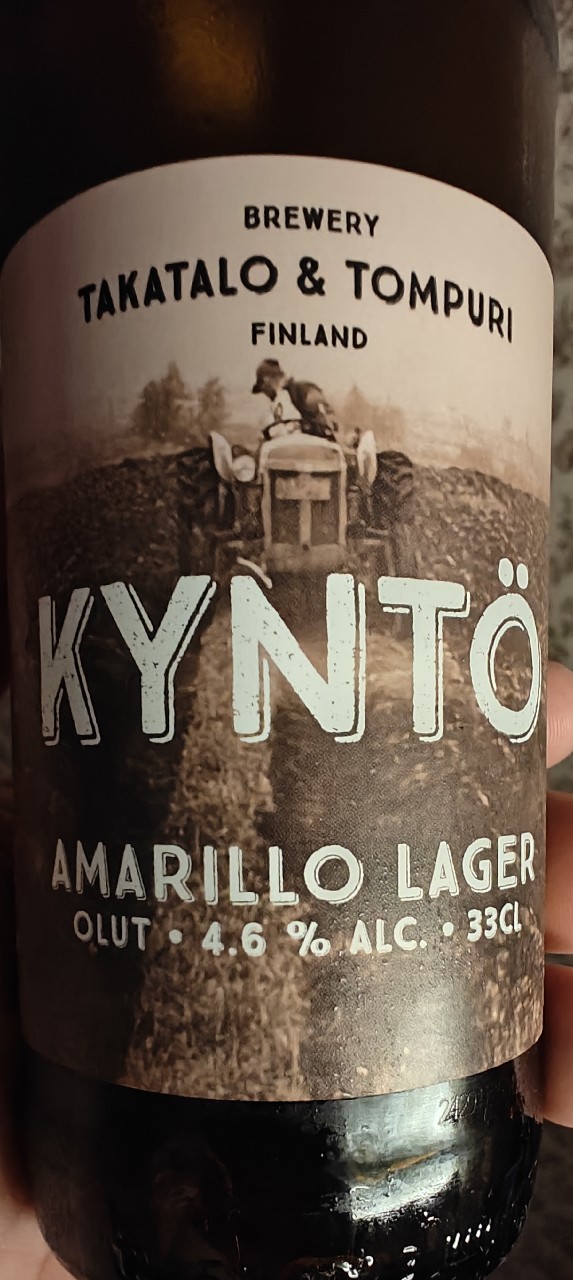 BREWERY
TAKATALO & TOMPURI
FINLAND
KYNTÖ
AMARILLO LAGER
OLUT • 4.6 % ALC. • 33CL